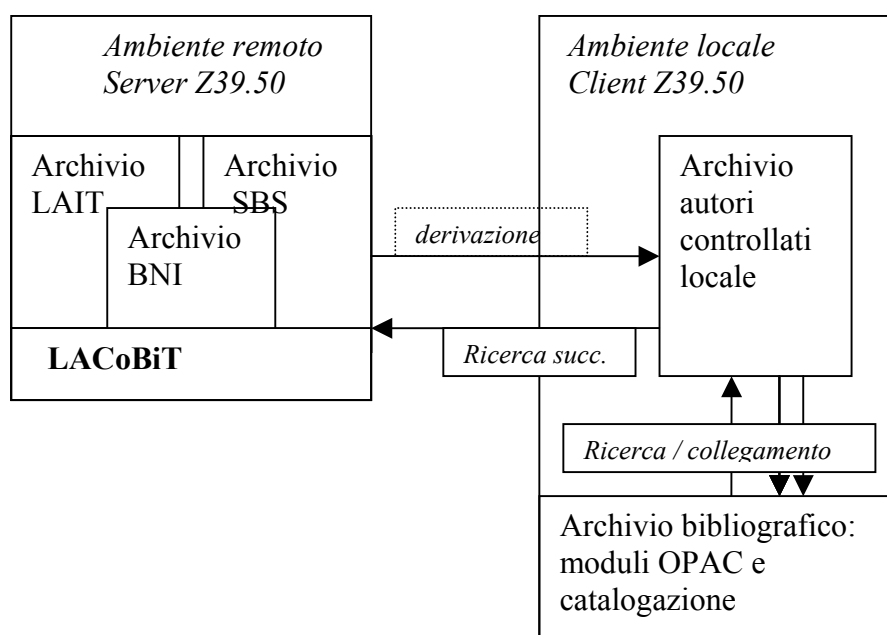 Ambiente remoto
Server Z39.50
Archivio
LAIT
Archivio
SBS
Archivio
BNI
LACoBiT
derivazione
Ricerca succ.
Ambiente locale
Client Z39.50
Archivio
autori
controllati
locale
Ricerca / collegamento
Archivio bibliografico:
moduli OPAC e
catalogazione